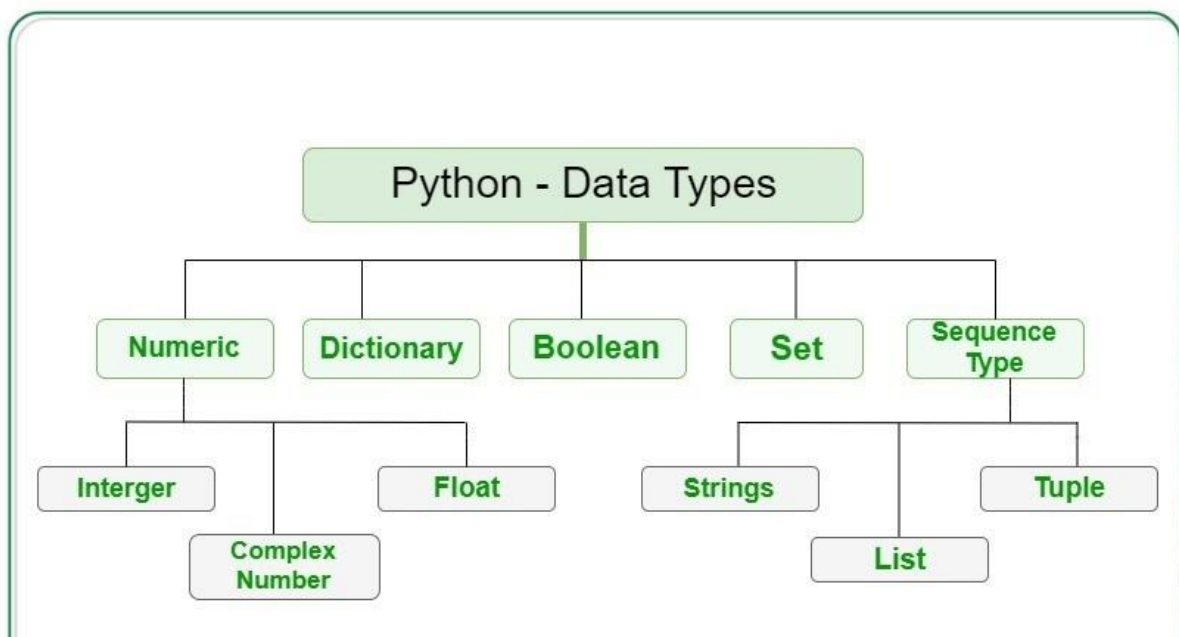 Python - Data Types
Numeric
Dictionary
Boolean
Set
Sequence
Type
Interger
Float
Strings
Tuple
Complex
Number
List